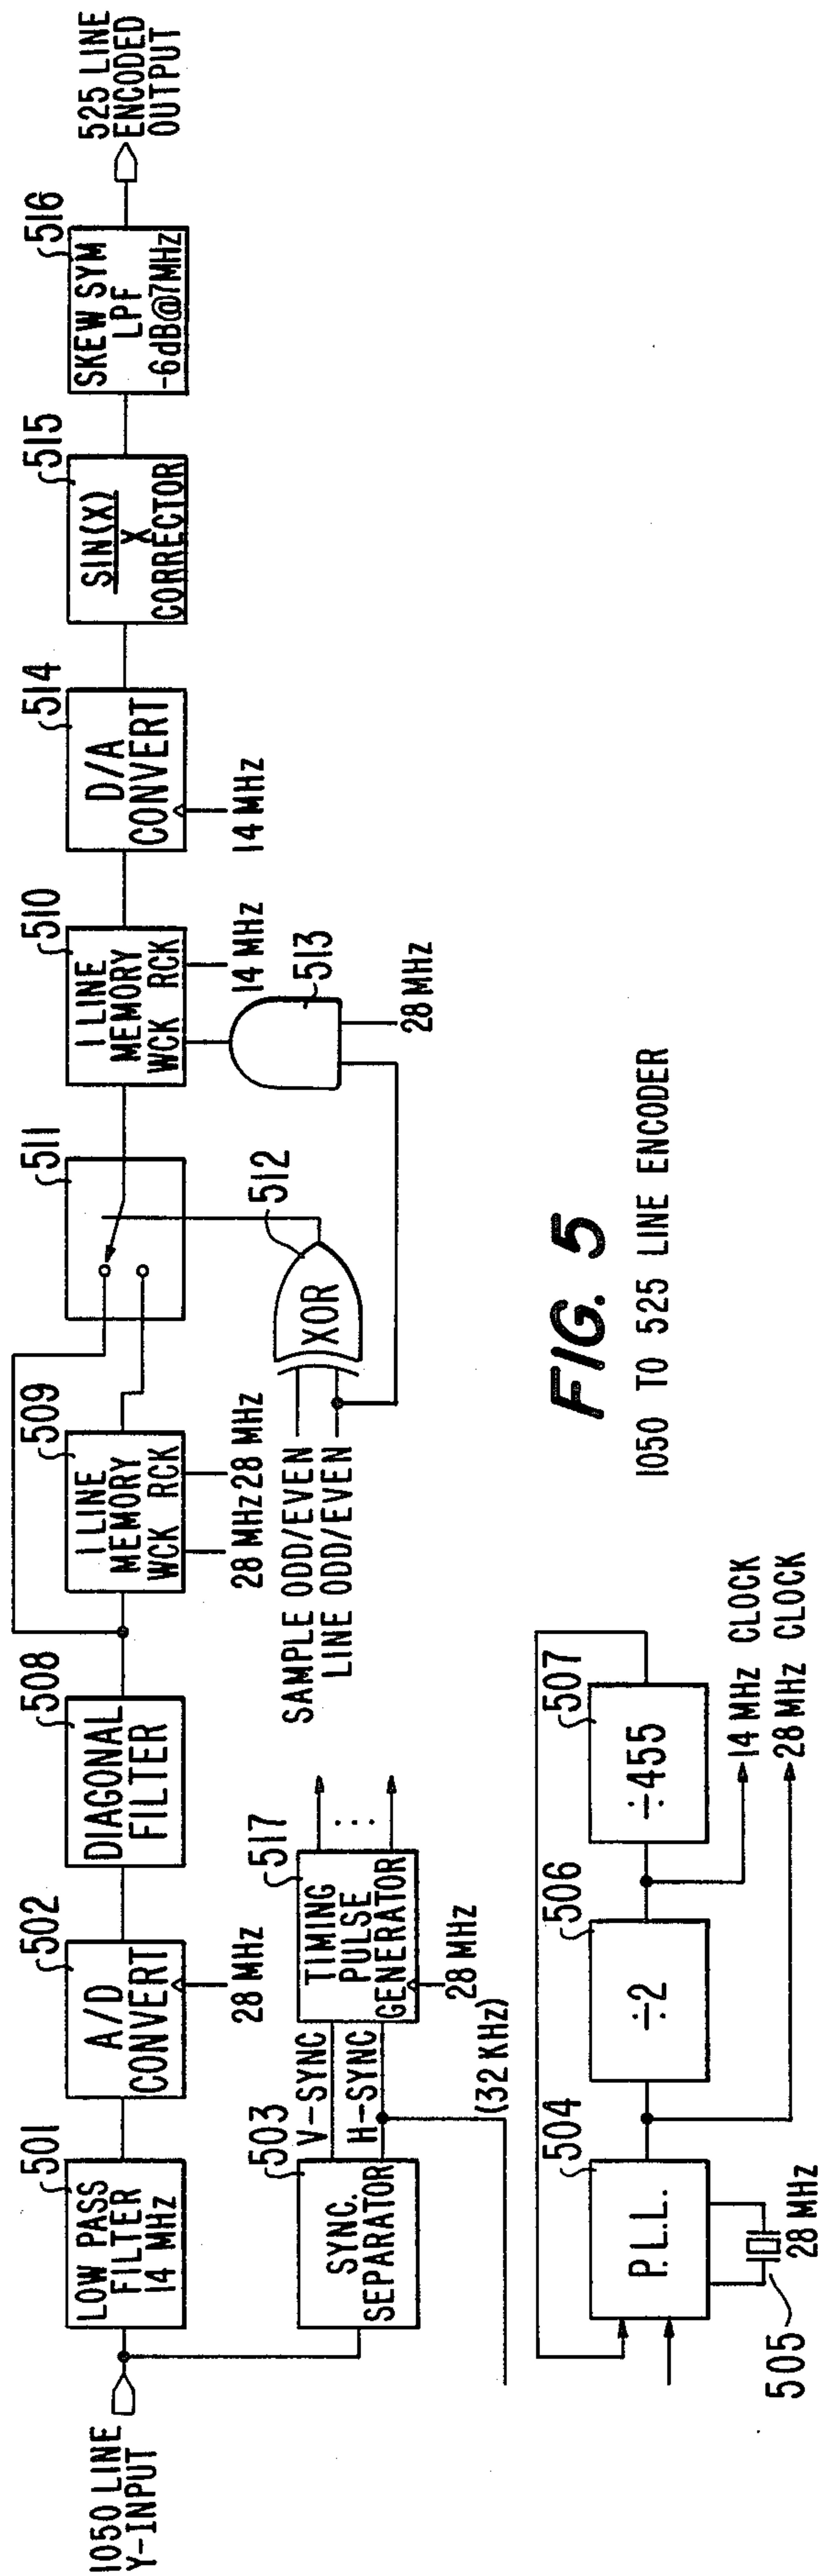 1050 LINE
Y-INPUT
501
LOW PASS
FILTER
14 MHz
502
A/D
CONVERT
28 MHz
508
DIAGONAL
FILTER
509
1 LINE
MEMORY
WCK RCK
28 MHz 28 MHz
511
510
1 LINE
MEMORY
WCK RCK
14 MHz
514
D/A
CONVERT
14 MHz
515
SIN(X)
X
CORRECTOR
516
SKEW SYM
LPF
-6dB@7MHz
525 LINE
ENCODED
OUTPUT
503
SYNC.
SEPARATOR
V-SYNC
H-SYNC
(32 KHz)
517
TIMING
PULSE
GENERATOR
28 MHz
SAMPLE ODD/EVEN
LINE ODD/EVEN
XOR
512
513
28 MHz
504
P.L.L.
505
28 MHz
506
÷2
507
÷455
14 MHz CLOCK
28 MHz CLOCK
FIG. 5
1050 TO 525 LINE ENCODER